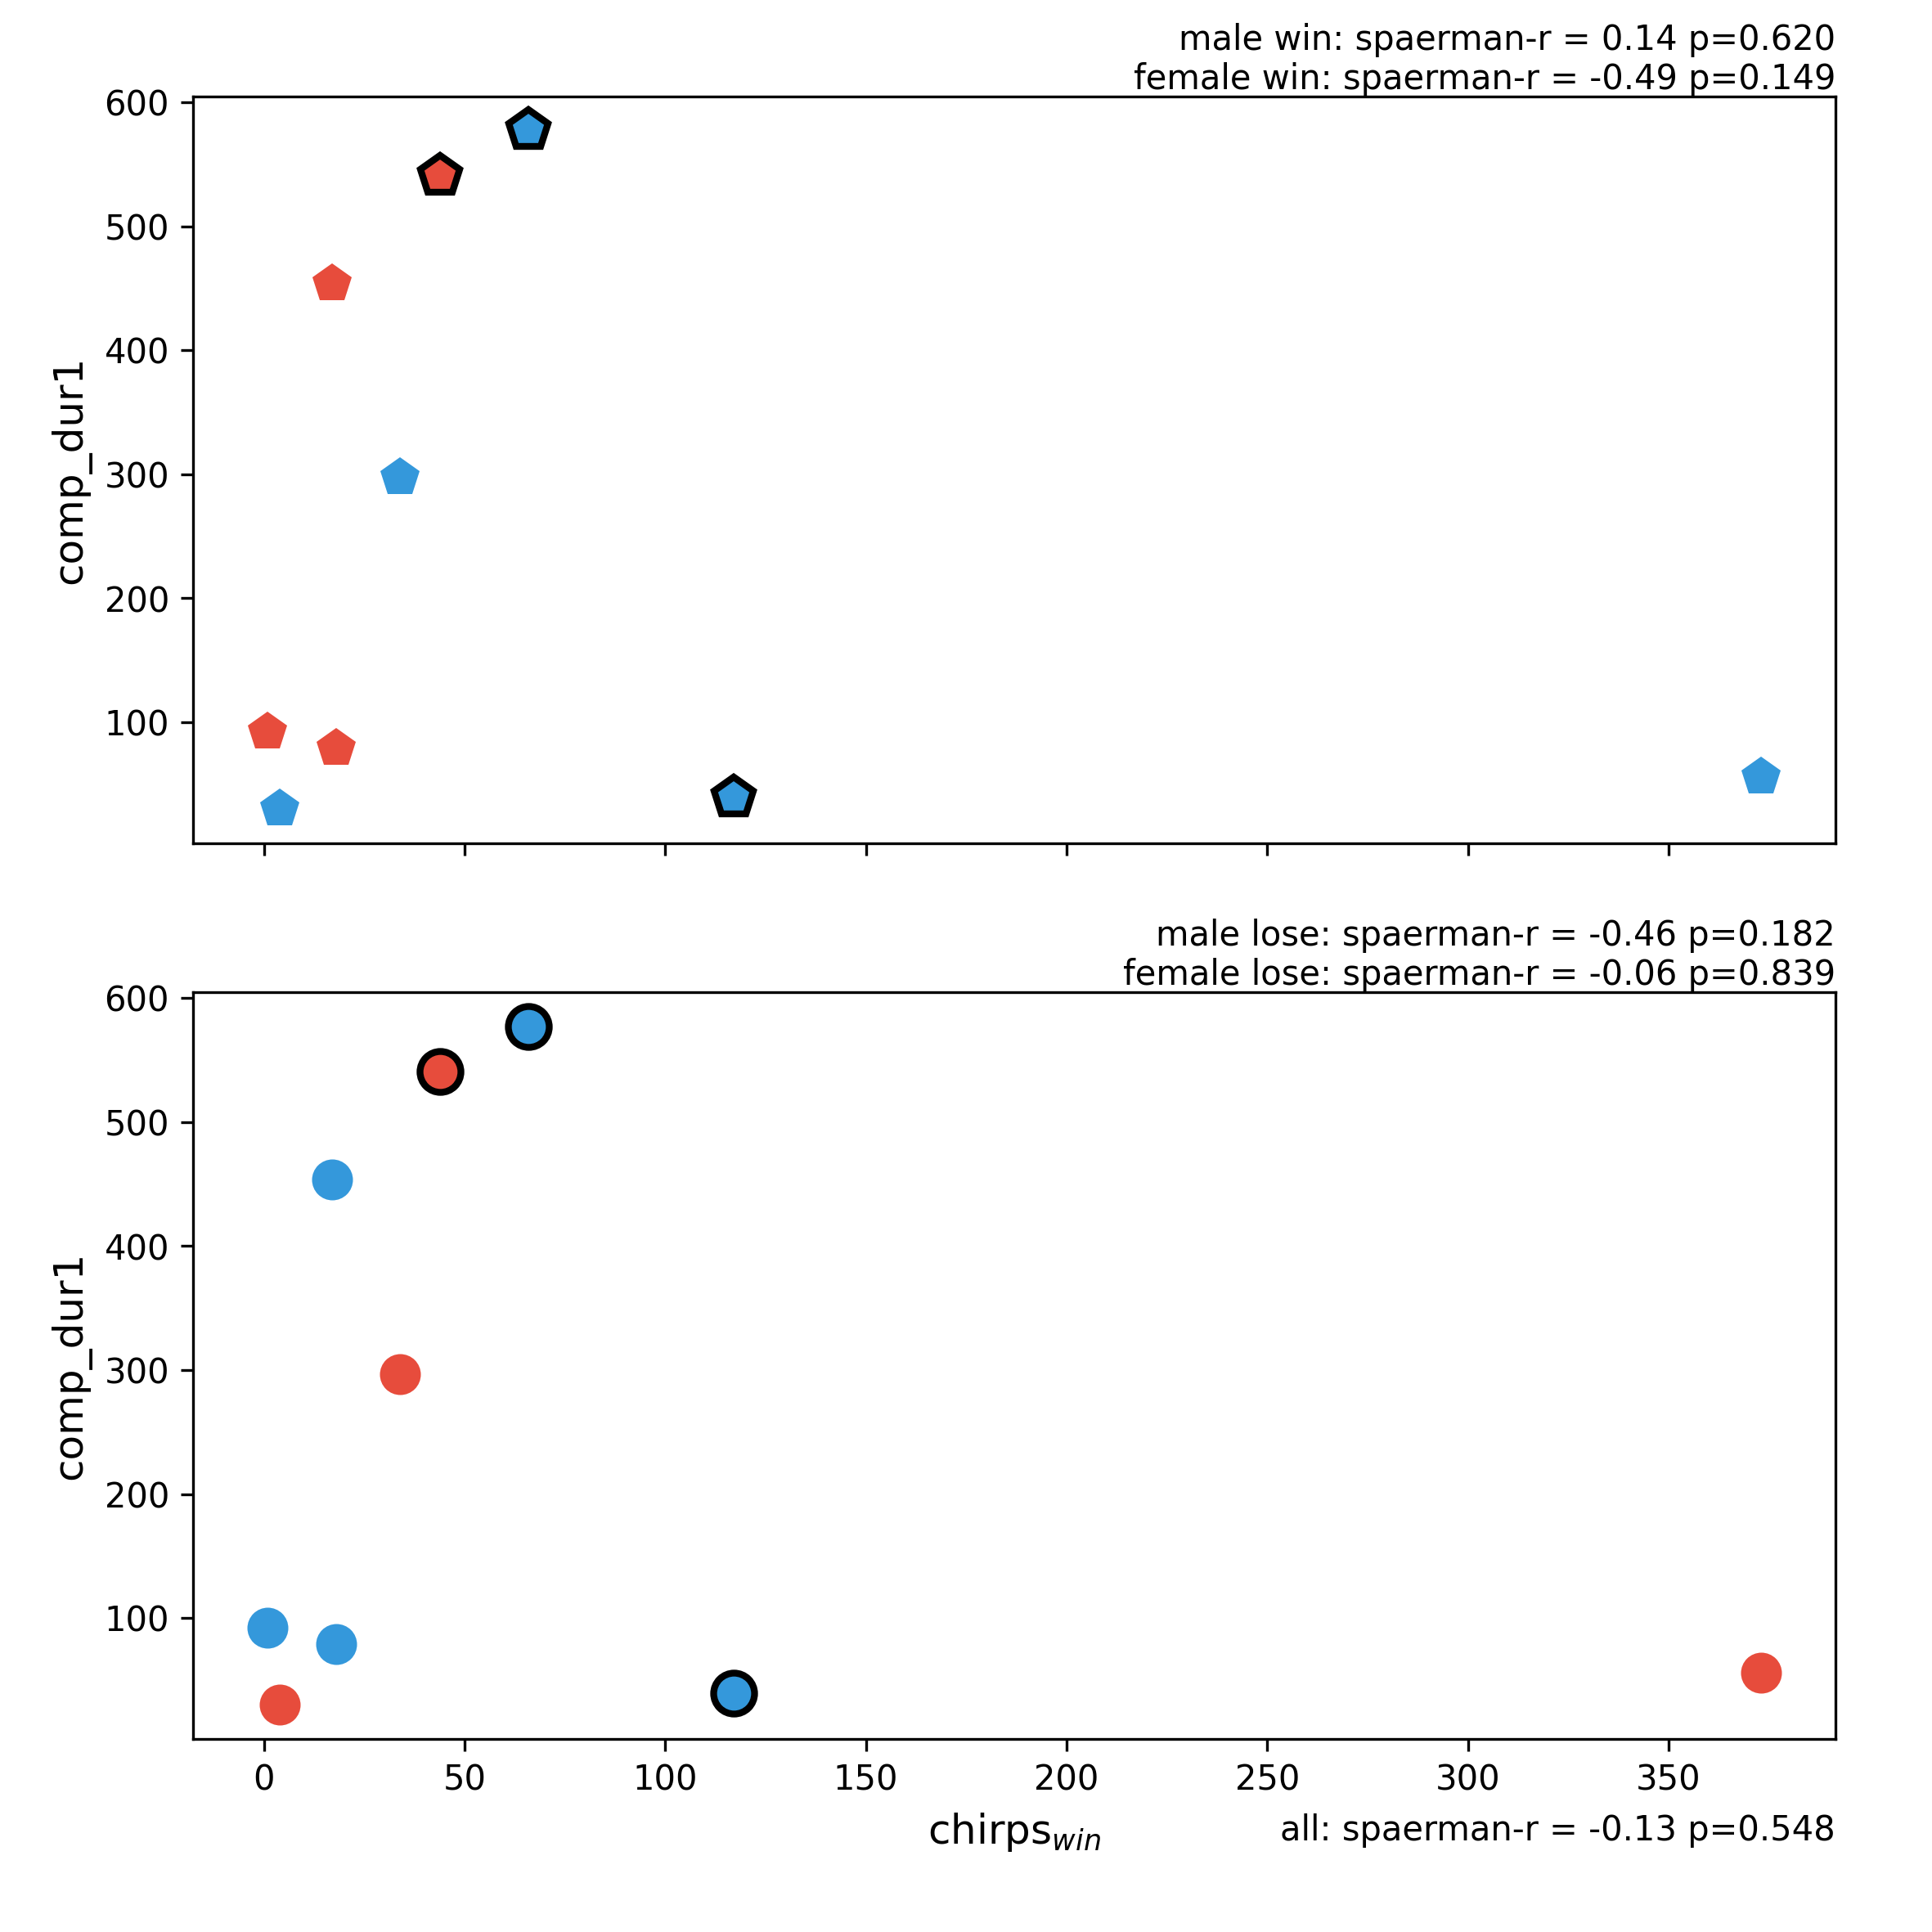 male win: spaerman-r = 0.14 p=0.620
female win: spaerman-r = -0.49 p=0.149
600
500
400
300
200
100
comp_dur1
male lose: spaerman-r = -0.46 p=0.182
female lose: spaerman-r = -0.06 p=0.839
600
500
400
300
200
100
comp_dur1
0 50 100 150 200 250 300 350
chirpswin
all: spaerman-r = -0.13 p=0.548